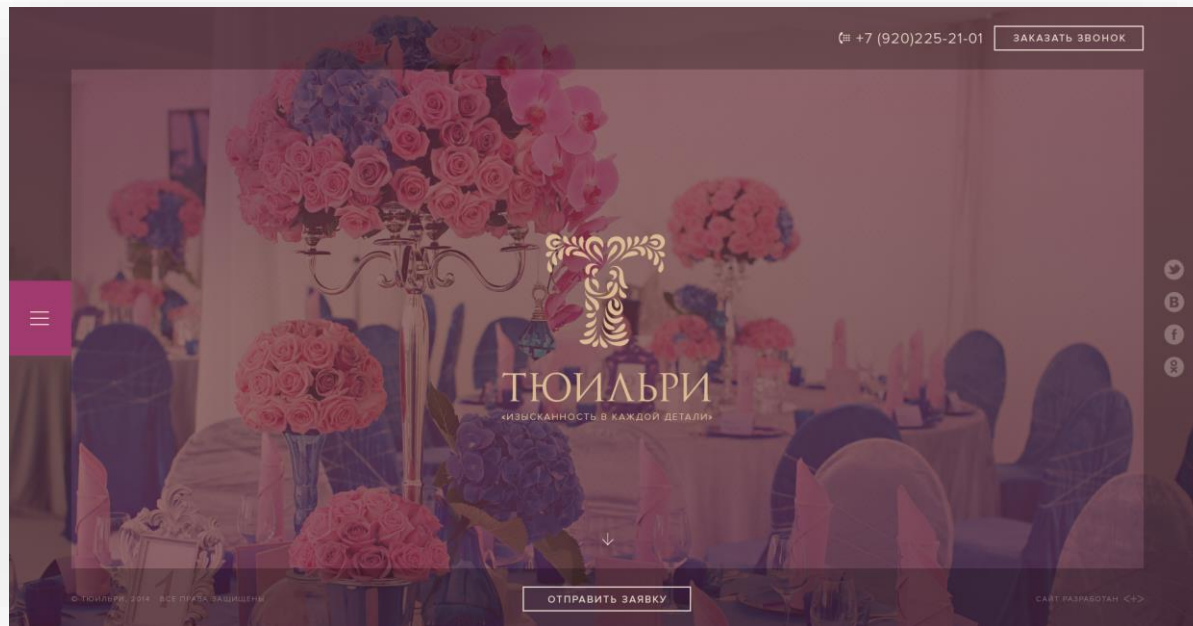 +7 (920)225-21-01
ЗАКАЗАТЬ ЗВОНОК
ТЮИЛЬРИ
«ИЗЫСКАННОСТЬ В КАЖДОЙ ДЕТАЛИ»
ОТПРАВИТЬ ЗАЯВКУ
© ТЮИЛЬРИ, 2014 ВСЕ ПРАВА ЗАЩИЩЕНЫ
САЙТ РАЗРАБОТАН <+>